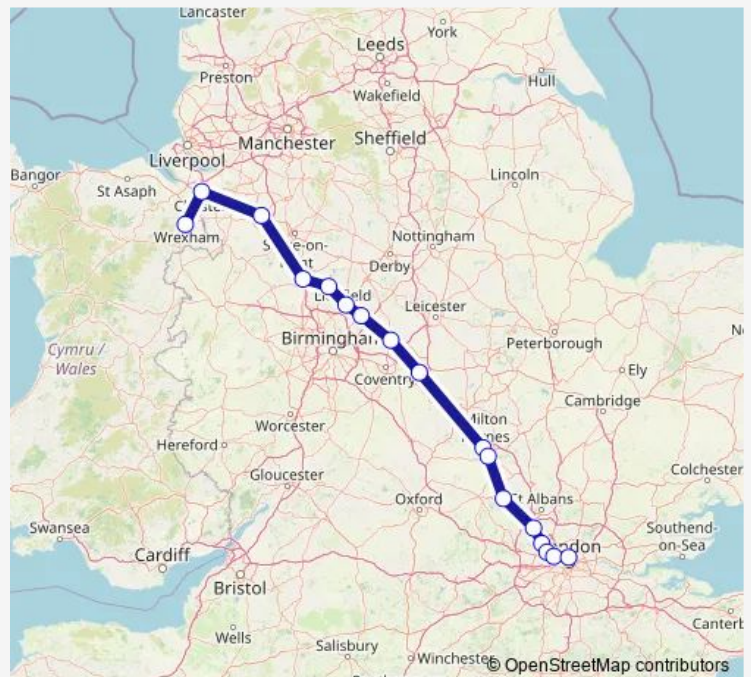 Lancaster
York
Leeds
Preston
Hull
Wakefield
Manchester
Sheffield
Liverpool
Bangor
St Asaph
Lincoln
Wrexham
Nottingham
Derby
Leicester
Birmingham
Peterborough
Cymru /
Wales
Coventry
Ely
Cambridge
Worcester
Hereford
Colchester
Gloucester
Oxford
St Albans
Swansea
Southend-
on-Sea
Cardiff
Bristol
Wells
Salisbury
Winchester
© OpenStreetMap contributors